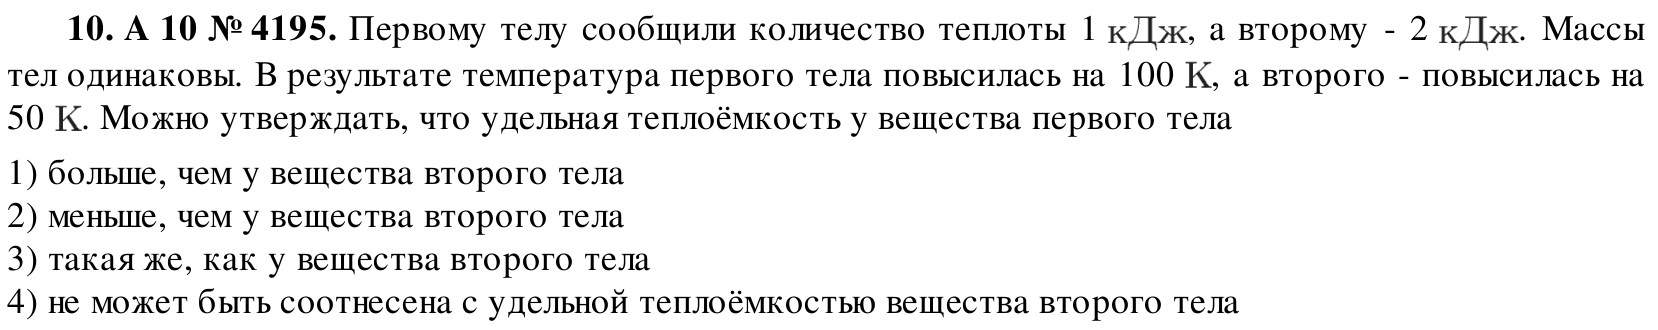 10. А 10 № 4195. Первому телу сообщили количество теплоты 1 кДж, а второму - 2 кДж. Массы
тел одинаковы. В результате температура первого тела повысилась на 100 К, а второго - повысилась на
50 К. Можно утверждать, что удельная теплоёмкость у вещества первого тела
1) больше, чем у вещества второго тела
2) меньше, чем у вещества второго тела
3) такая же, как у вещества второго тела
4) не может быть соотнесена с удельной теплоёмкостью вещества второго тела